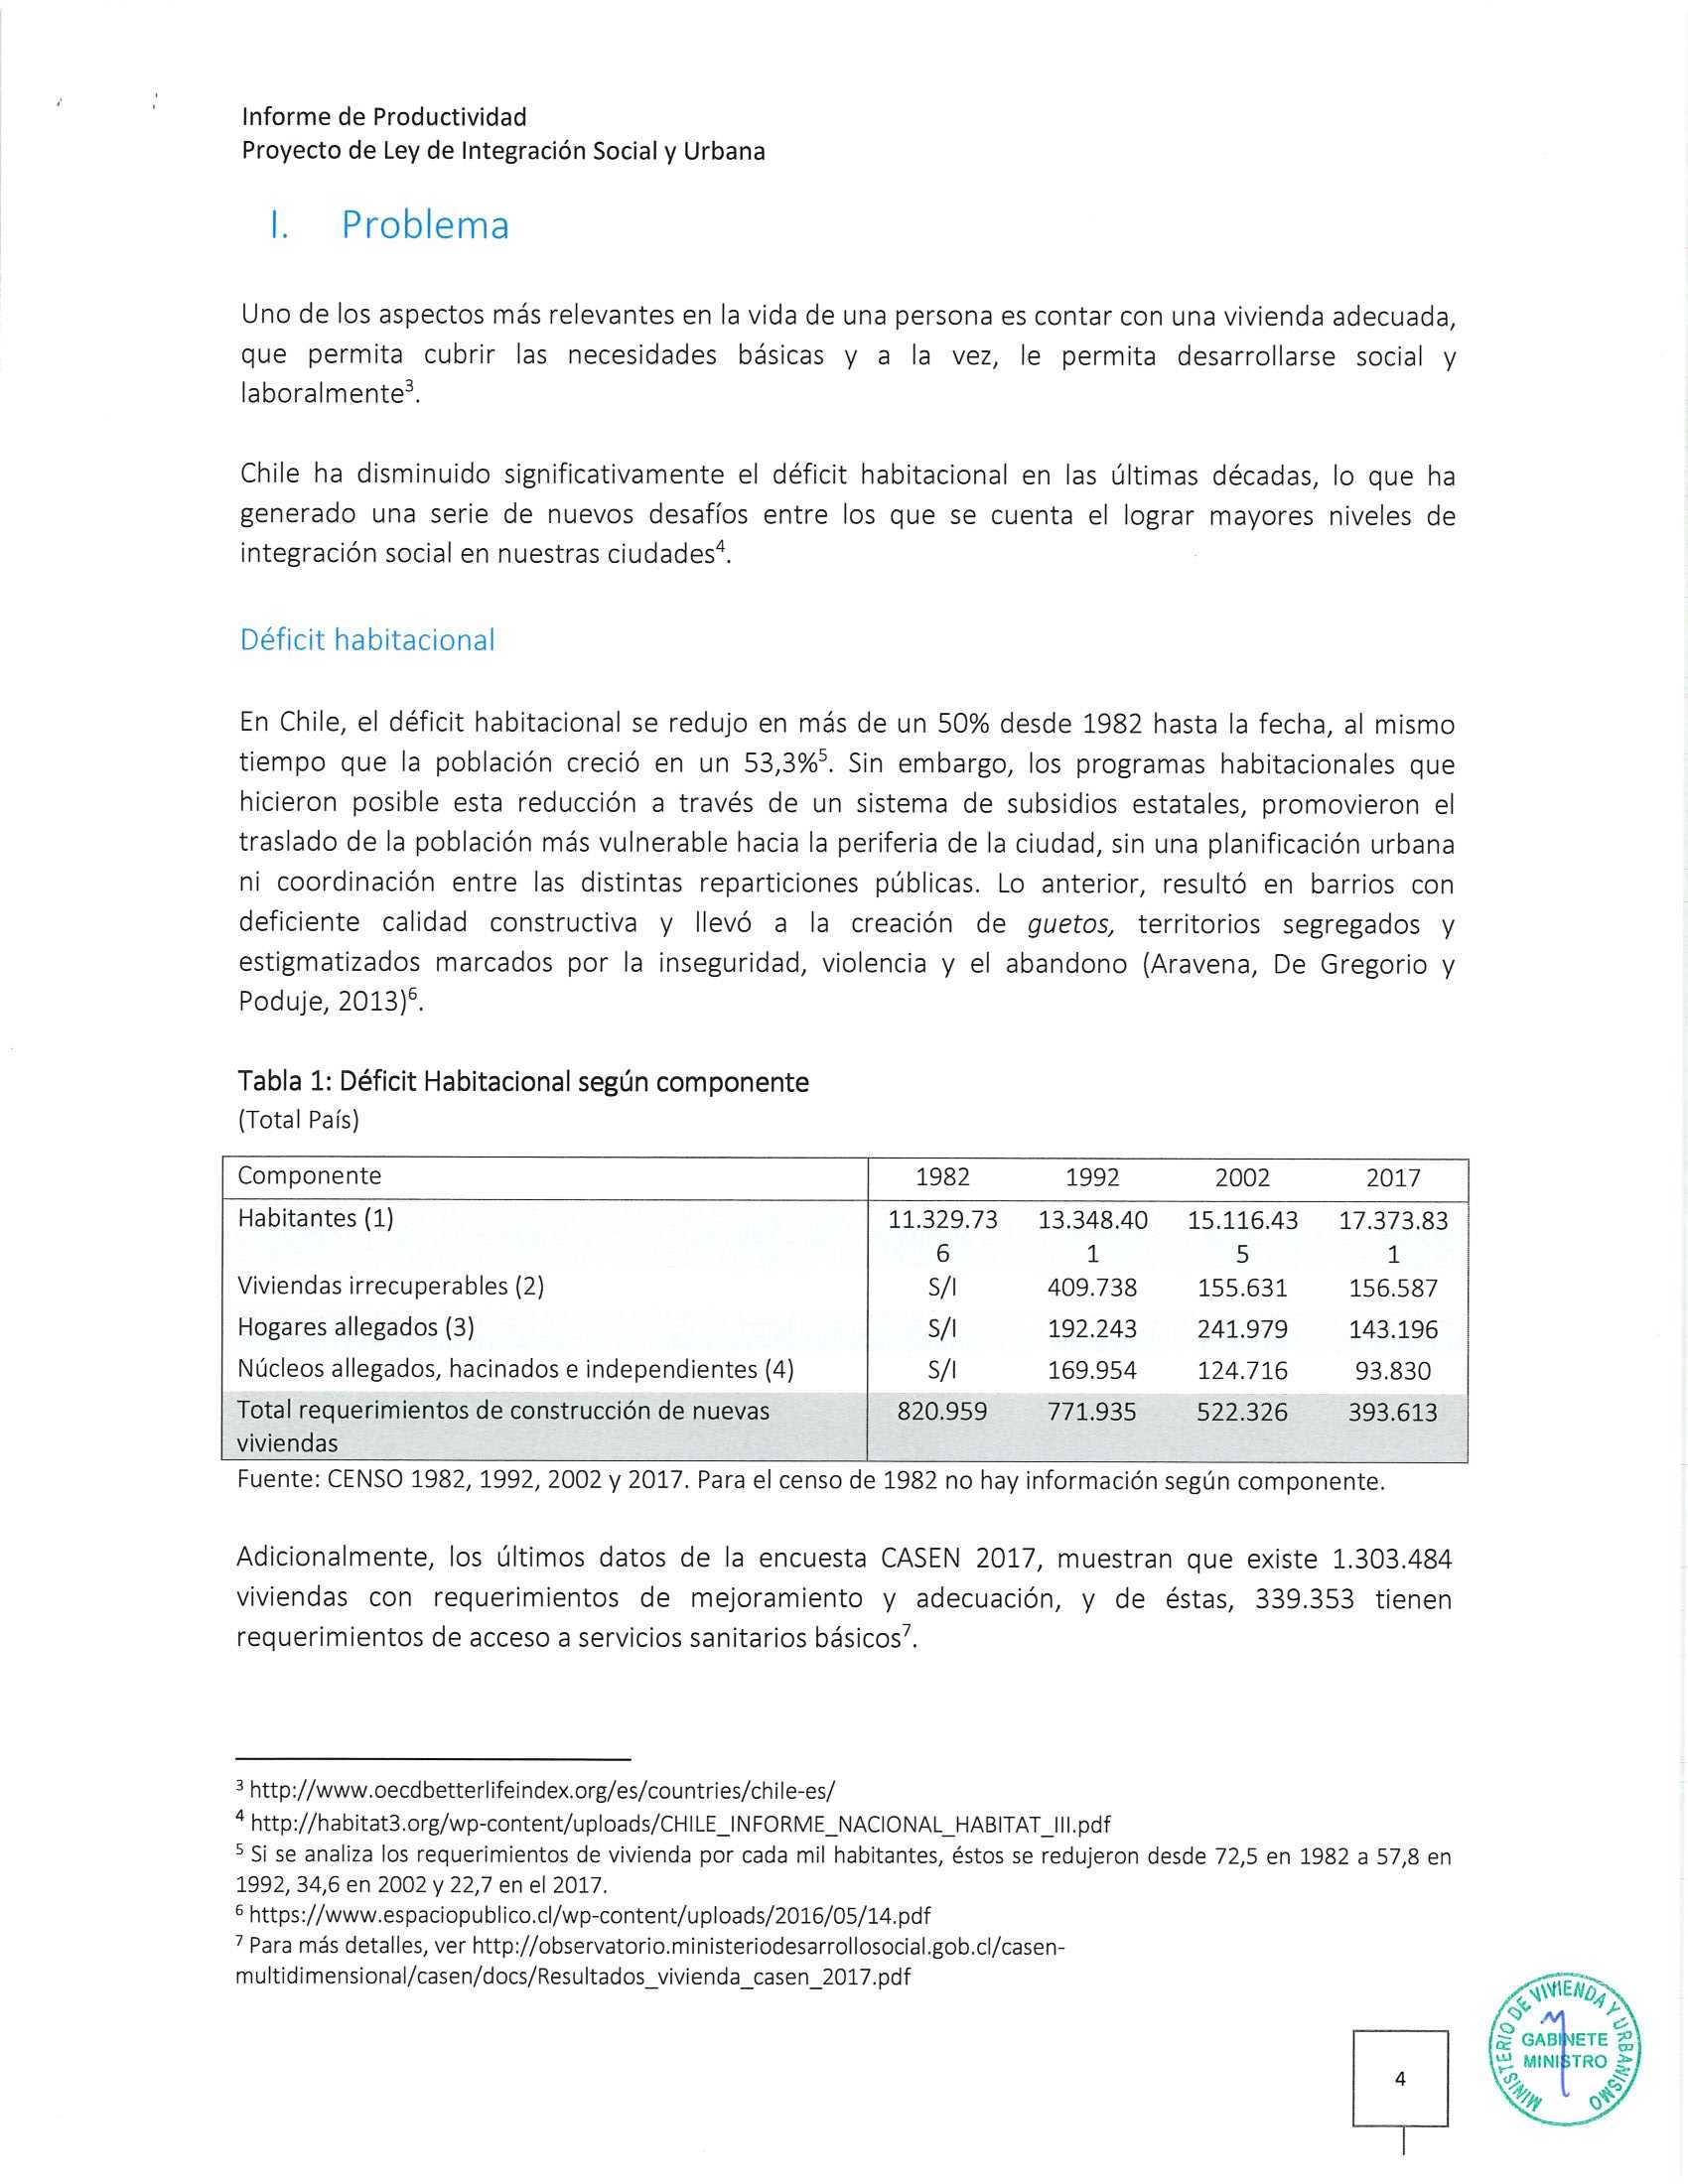 Informe de Productividad
Proyecto de Ley de Integración Social y Urbana
I. Problema
Uno de los aspectos más relevantes en la vida de una persona es contar con una vivienda adecuada,
que permita cubrir las necesidades básicas y a la vez, le permita desarrollarse social y
laboralmente³.
Chile ha disminuido significativamente el déficit habitacional en las últimas décadas, lo que ha
generado una serie de nuevos desafíos entre los que se cuenta el lograr mayores niveles de
integración social en nuestras ciudades⁴.
Déficit habitacional
En Chile, el déficit habitacional se redujo en más de un 50% desde 1982 hasta la fecha, al mismo
tiempo que la población creció en un 53,3%⁵. Sin embargo, los programas habitacionales que
hicieron posible esta reducción a través de un sistema de subsidios estatales, promovieron el
traslado de la población más vulnerable hacia la periferia de la ciudad, sin una planificación urbana
ni coordinación entre las distintas reparticiones públicas. Lo anterior, resultó en barrios con
deficiente calidad constructiva y llevó a la creación de guetos, territorios segregados y
estigmatizados marcados por la inseguridad, violencia y el abandono (Aravena, De Gregorio y
Poduje, 2013)⁶.
Tabla 1: Déficit Habitacional según componente
(Total País)
Componente 1982 1992 2002 2017
Habitantes (1) 11.329.73 13.348.40 15.116.43 17.373.83
6 1 5 1
Viviendas irrecuperables (2) S/I 409.738 155.631 156.587
Hogares allegados (3) S/I 192.243 241.979 143.196
Núcleos allegados, hacinados e independientes (4) S/I 169.954 124.716 93.830
Total requerimientos de construcción de nuevas 820.959 771.935 522.326 393.613
viviendas
Fuente: CENSO 1982, 1992, 2002 y 2017. Para el censo de 1982 no hay información según componente.
Adicionalmente, los últimos datos de la encuesta CASEN 2017, muestran que existe 1.303.484
viviendas con requerimientos de mejoramiento y adecuación, y de éstas, 339.353 tienen
requerimientos de acceso a servicios sanitarios básicos⁷.
³ http://www.oecdbetterlifeindex.org/es/countries/chile-es/
⁴ http://habitat3.org/wp-content/uploads/CHILE_INFORME_NACIONAL_HABITAT_III.pdf
⁵ Si se analiza los requerimientos de vivienda por cada mil habitantes, éstos se redujeron desde 72,5 en 1982 a 57,8 en
1992, 34,6 en 2002 y 22,7 en el 2017.
⁶ https://www.espaciopublico.cl/wp-content/uploads/2016/05/14.pdf
⁷ Para más detalles, ver http://observatorio.ministeriodesarrollosocial.gob.cl/casen-
multidimensional/casen/docs/Resultados_vivienda_casen_2017.pdf
4
MINISTERIO DE VIVIENDA Y URBANISMO
GABINETE
MINISTRO